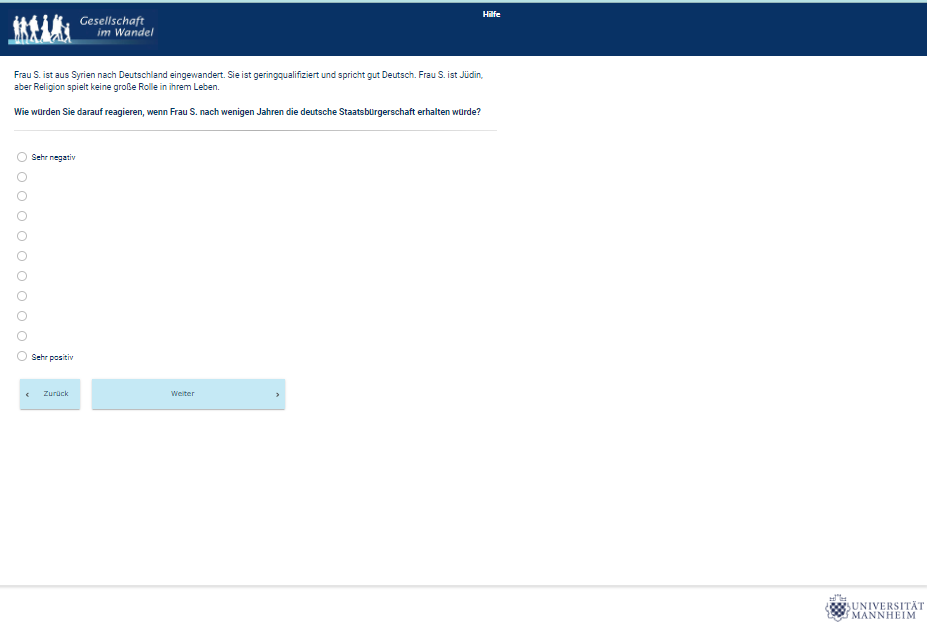 Gesellschaft
im Wandel
Hilfe
Frau S. ist aus Syrien nach Deutschland eingewandert. Sie ist geringqualifiziert und spricht gut Deutsch. Frau S. ist Jüdin,
aber Religion spielt keine große Rolle in ihrem Leben.
Wie würden Sie darauf reagieren, wenn Frau S. nach wenigen Jahren die deutsche Staatsbürgerschaft erhalten würde?
Sehr negativ
Sehr positiv
‹ Zurück
Weiter ›
UNIVERSITÄT
MANNHEIM